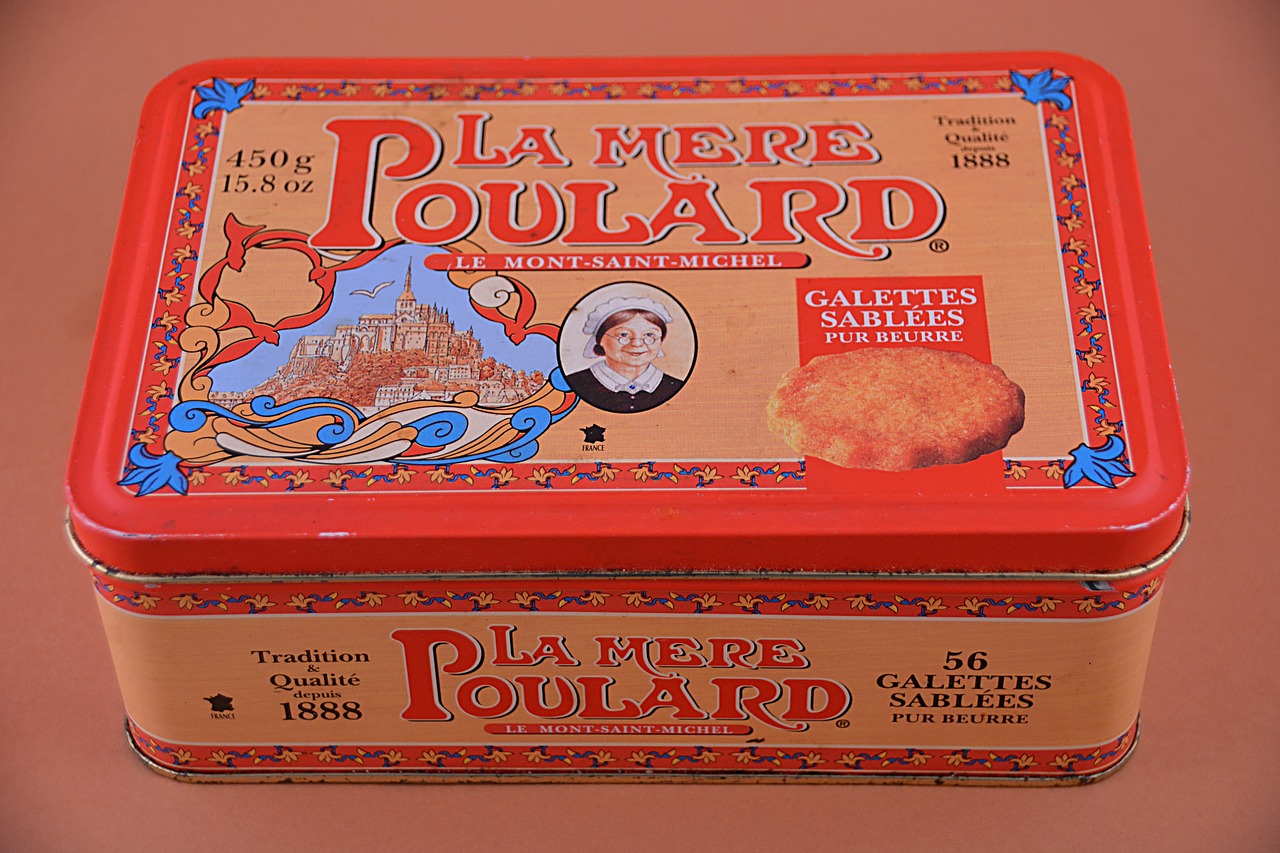 450 g
15.8 oz
LA MERE
POULARD®
LE MONT-SAINT-MICHEL
Tradition
&
Qualité
depuis
1888
GALETTES
SABLÉES
PUR BEURRE
FRANCE
FRANCE
Tradition
&
Qualité
depuis
1888
LA MERE
POULARD®
LE MONT-SAINT-MICHEL
56
GALETTES
SABLÉES
PUR BEURRE